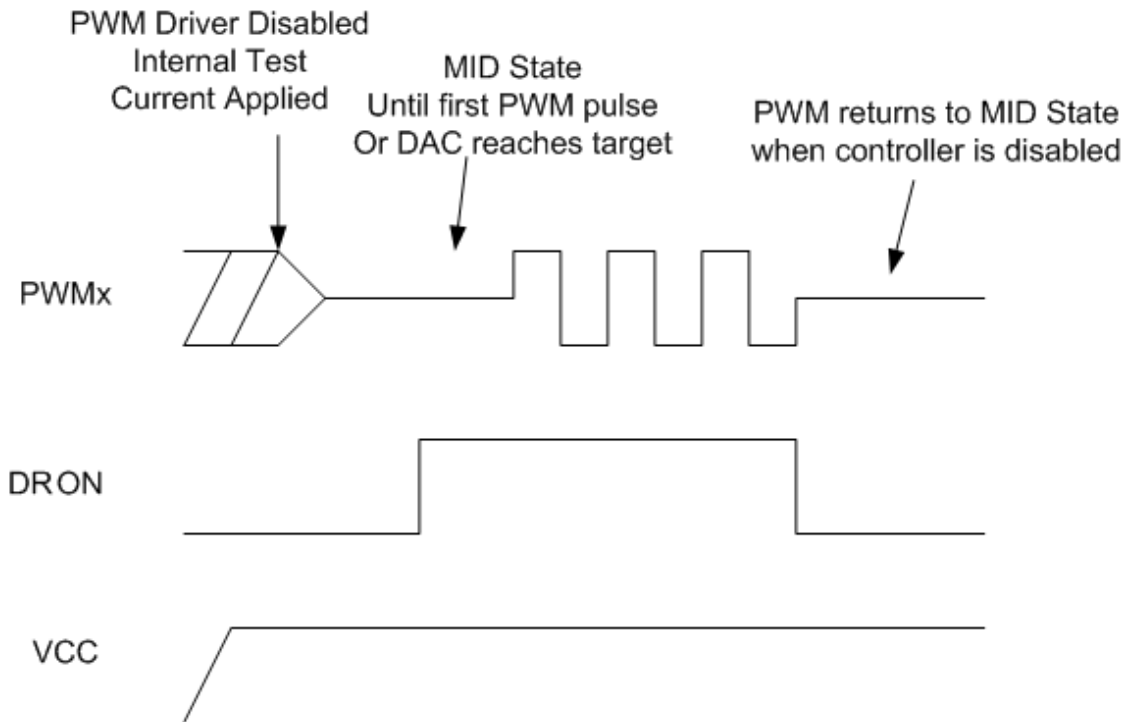 PWM Driver Disabled
Internal Test
Current Applied
MID State
Until first PWM pulse
Or DAC reaches target
PWM returns to MID State
when controller is disabled
PWMx
DRON
VCC